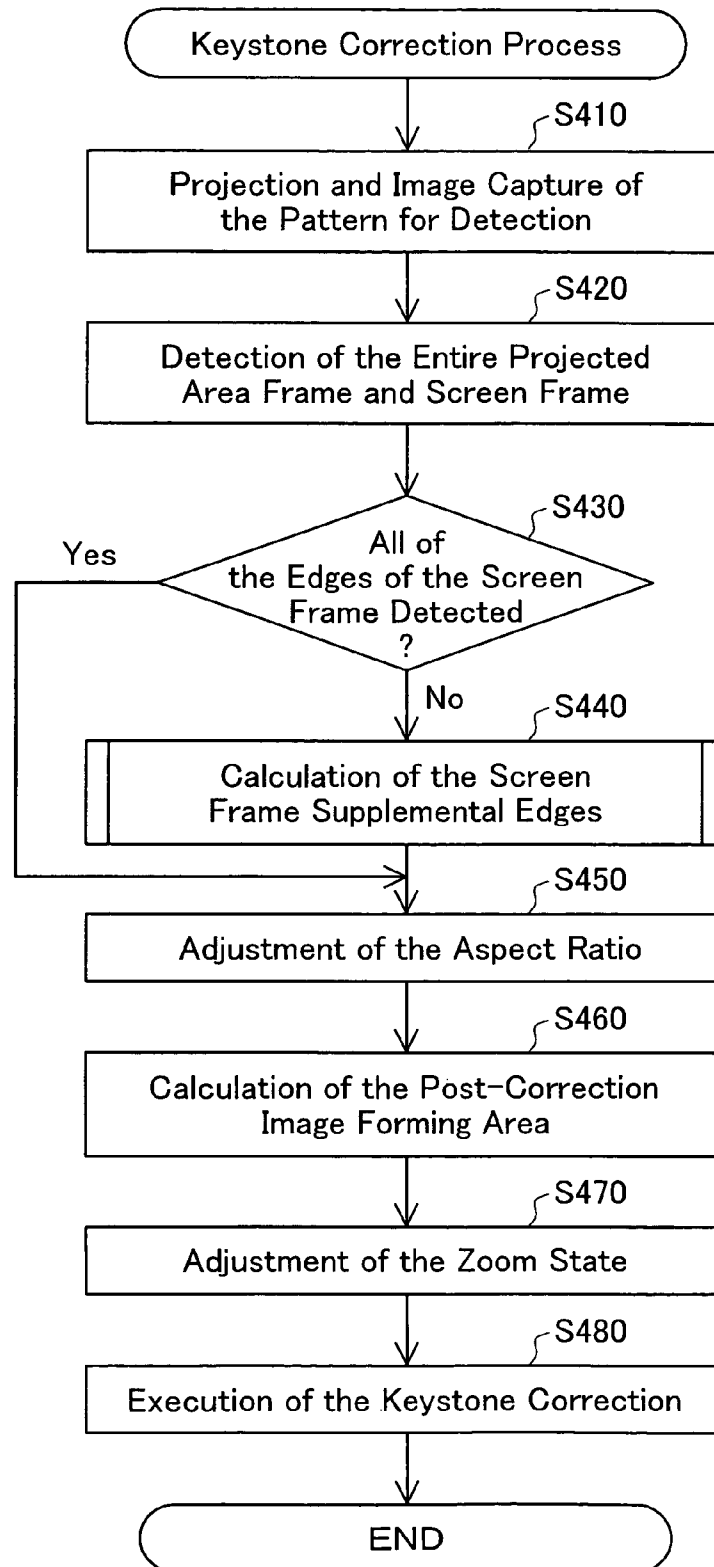 Keystone Correction Process
S410
Projection and Image Capture of
the Pattern for Detection
S420
Detection of the Entire Projected
Area Frame and Screen Frame
S430
Yes
All of
the Edges of the Screen
Frame Detected
?
No
S440
Calculation of the Screen
Frame Supplemental Edges
S450
Adjustment of the Aspect Ratio
S460
Calculation of the Post-Correction
Image Forming Area
S470
Adjustment of the Zoom State
S480
Execution of the Keystone Correction
END